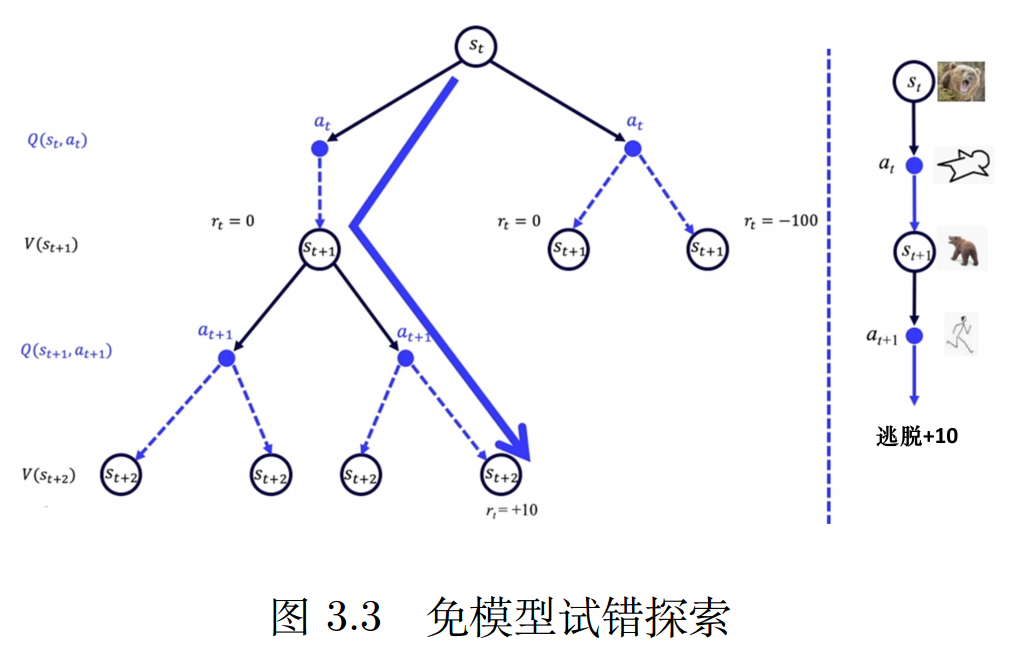 s_t
s_t
a_t
a_t
Q(s_t, a_t)
a_t
r_t = 0
r_t = 0
r_t = −100
V(s_{t+1})
s_{t+1}
s_{t+1}
s_{t+1}
s_{t+1}
a_{t+1}
a_{t+1}
a_{t+1}
Q(s_{t+1}, a_{t+1})
逃脱+10
V(s_{t+2})
s_{t+2}
s_{t+2}
s_{t+2}
s_{t+2}
r_t = +10
图 3.3 免模型试错探索